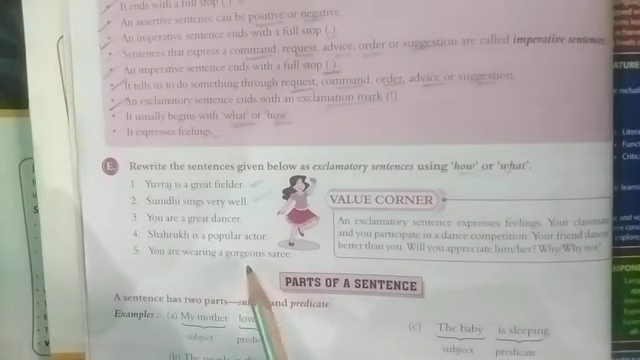 It ends with a full stop (.).
An assertive sentence can be positive or negative.
An imperative sentence ends with a full stop (.)
Sentences that express a command, request, advice, order or suggestion are called imperative sentences
An imperative sentence ends with a full stop (.)
It tells us to do something through request, command, order, advice or suggestion.
An exclamatory sentence ends with an exclamation mark (!)
It usually begins with 'what' or 'how'
It expresses feelings
E. Rewrite the sentences given below as exclamatory sentences using 'how' or 'what'.
1. Yuvraj is a great fielder.
2. Sunidhi sings very well.
3. You are a great dancer.
4. Shahrukh is a popular actor.
5. You are wearing a gorgeous saree.
VALUE CORNER
An exclamatory sentence expresses feelings. Your
and you participate in a dance competition. Your friend
better than you. Will you appreciate him/her? Why/Why not?
PARTS OF A SENTENCE
A sentence has two parts— and predicate.
Examples: (a) My mother
subject
(b)
(c) The baby is sleeping.
subject predicate